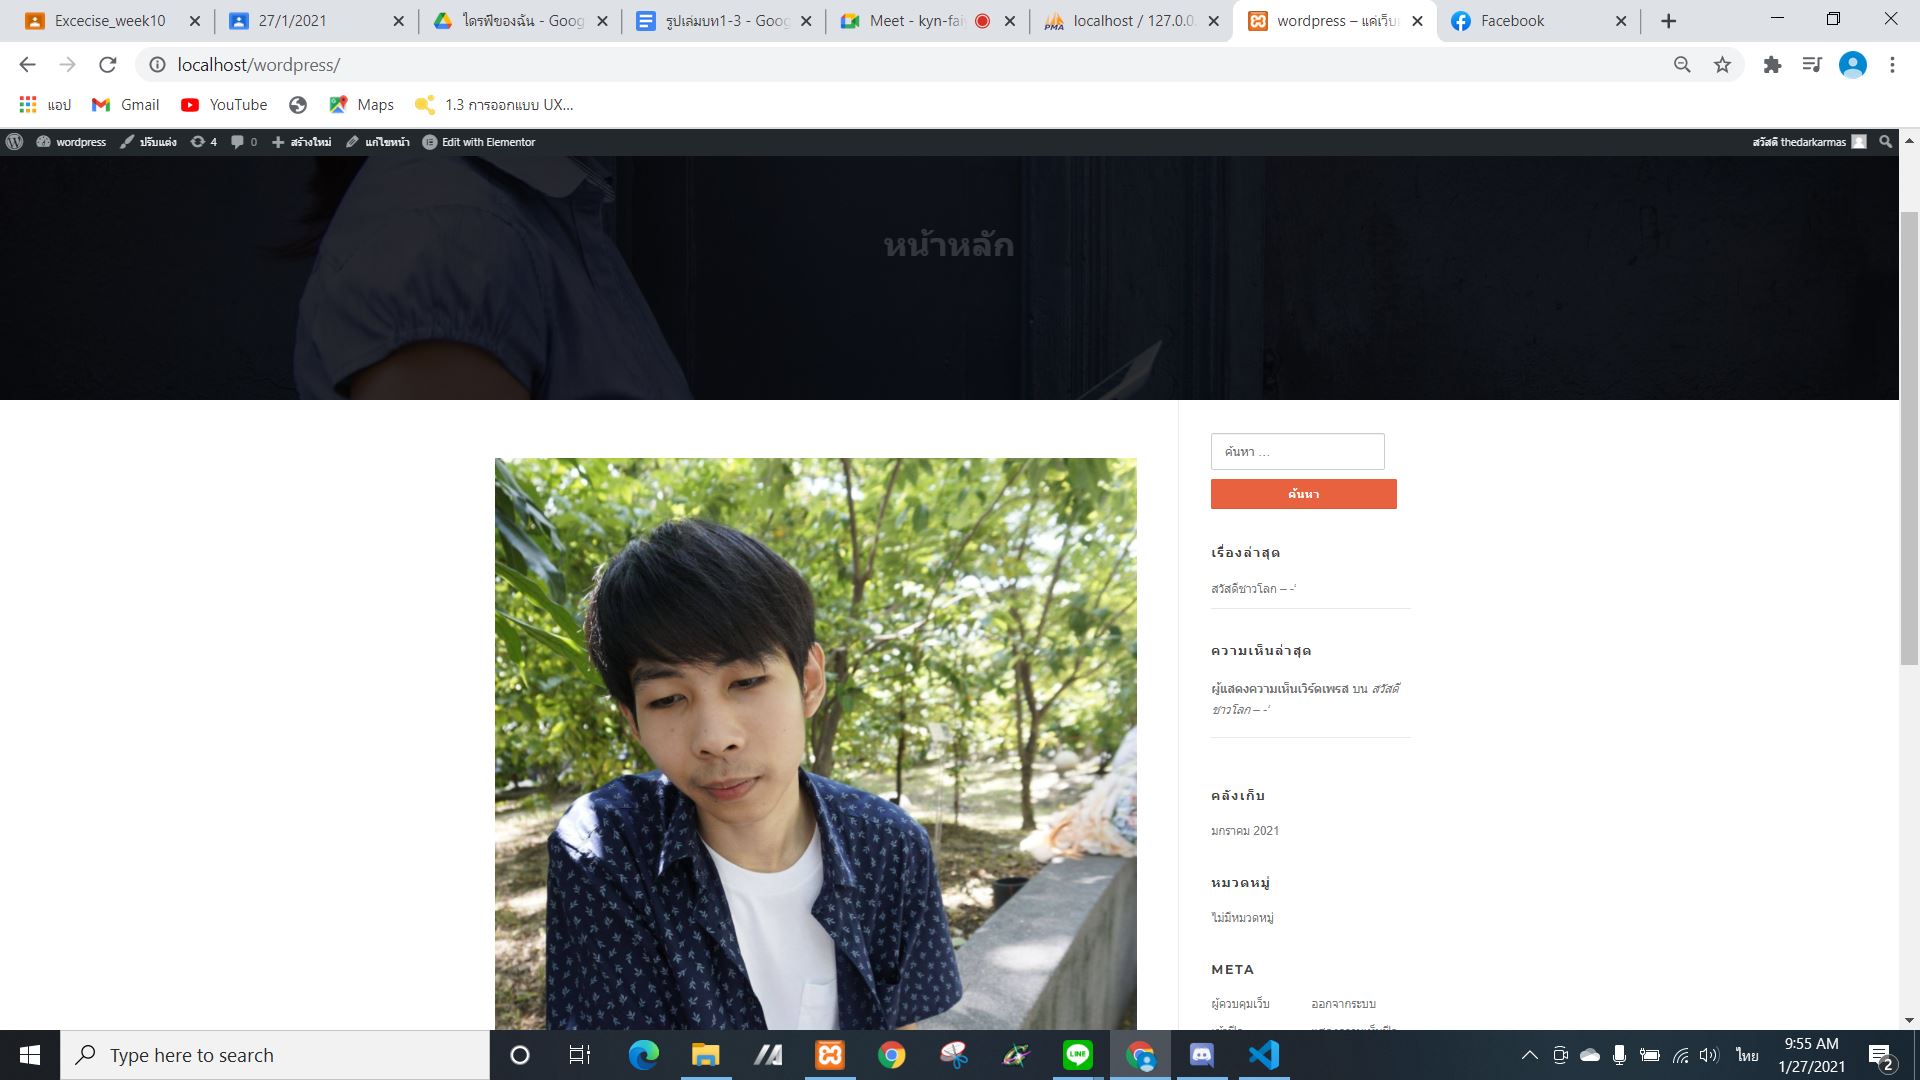 Excecise_week10
27/1/2021
ไดรฟ์ของฉัน - Goog
รูปเล่มบท1-3 - Goog
Meet - kyn-faiv
localhost / 127.0.0.
wordpress – แค่เว็บ
Facebook
localhost/wordpress/
แอป
Gmail
YouTube
Maps
1.3 การออกแบบ UX...
wordpress
ปรับแต่ง
4
0
สร้างใหม่
แก้ไขหน้า
Edit with Elementor
สวัสดี thedarkarmas
หน้าหลัก
ค้นหา …
ค้นหา
เรื่องล่าสุด
สวัสดีชาวโลก – -'
ความเห็นล่าสุด
ผู้แสดงความเห็นเวิร์ดเพรส บน สวัสดี
ชาวโลก – -'
คลังเก็บ
มกราคม 2021
หมวดหมู่
ไม่มีหมวดหมู่
META
ผู้ควบคุมเว็บ
ออกจากระบบ
Type here to search
LINE
ไทย
9:55 AM
1/27/2021
2